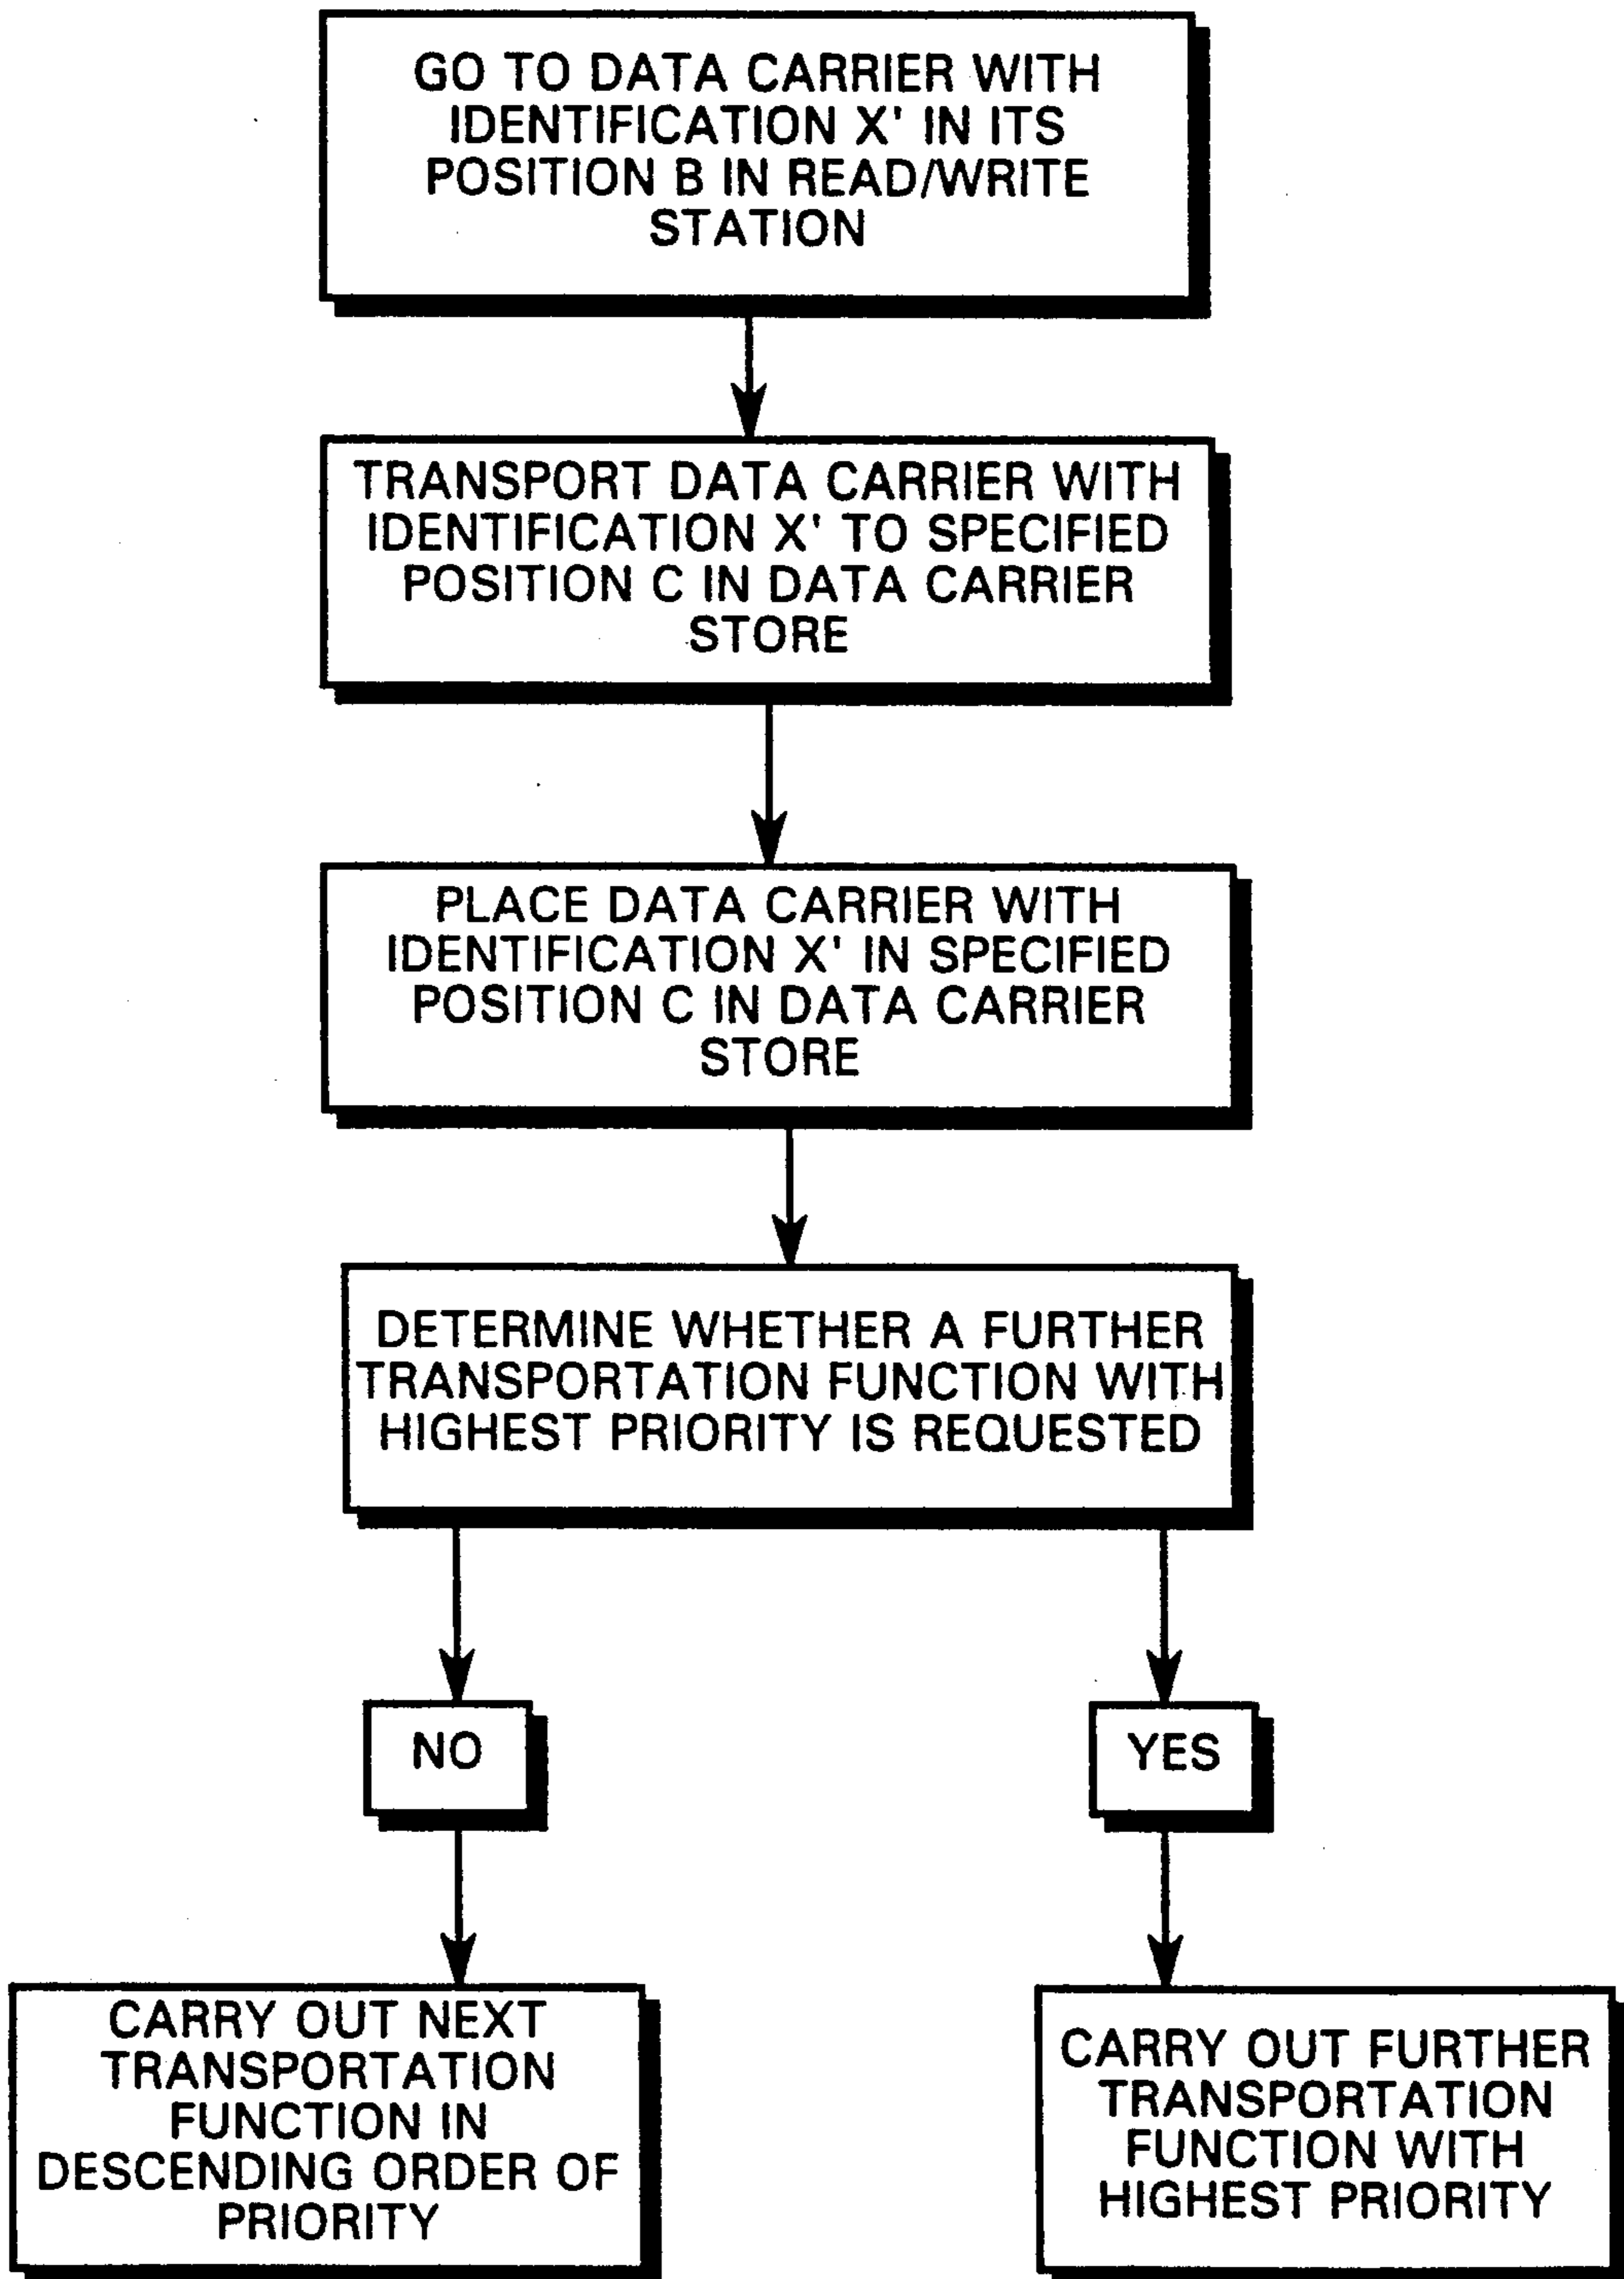 GO TO DATA CARRIER WITH
IDENTIFICATION X' IN ITS
POSITION B IN READ/WRITE
STATION
TRANSPORT DATA CARRIER WITH
IDENTIFICATION X' TO SPECIFIED
POSITION C IN DATA CARRIER
STORE
PLACE DATA CARRIER WITH
IDENTIFICATION X' IN SPECIFIED
POSITION C IN DATA CARRIER
STORE
DETERMINE WHETHER A FURTHER
TRANSPORTATION FUNCTION WITH
HIGHEST PRIORITY IS REQUESTED
NO
YES
CARRY OUT NEXT
TRANSPORTATION
FUNCTION IN
DESCENDING ORDER OF
PRIORITY
CARRY OUT FURTHER
TRANSPORTATION
FUNCTION WITH
HIGHEST PRIORITY